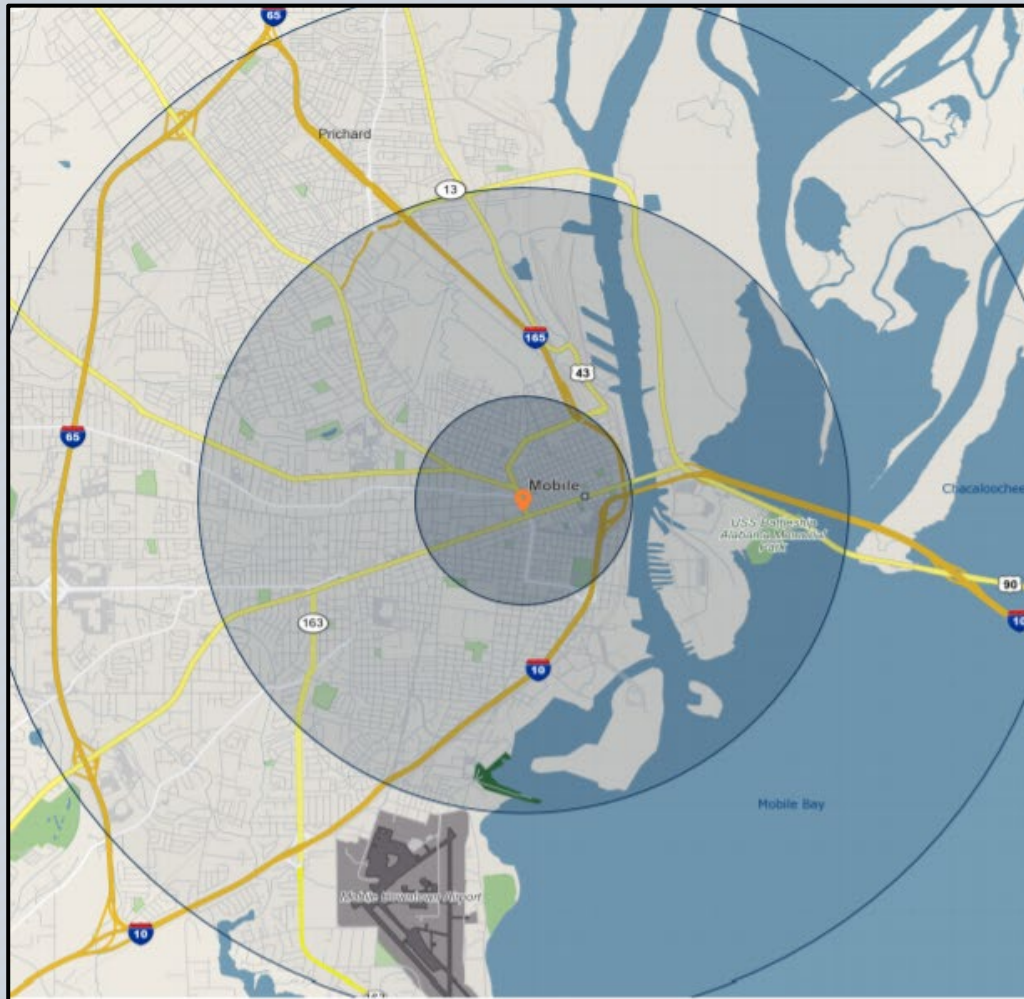 65
Prichard
13
165
43
65
Mobile
Chacalooche
USS Battleship
Alabama Memorial
Park
90
10
163
10
Mobile Bay
Mobile Downtown Airport
10